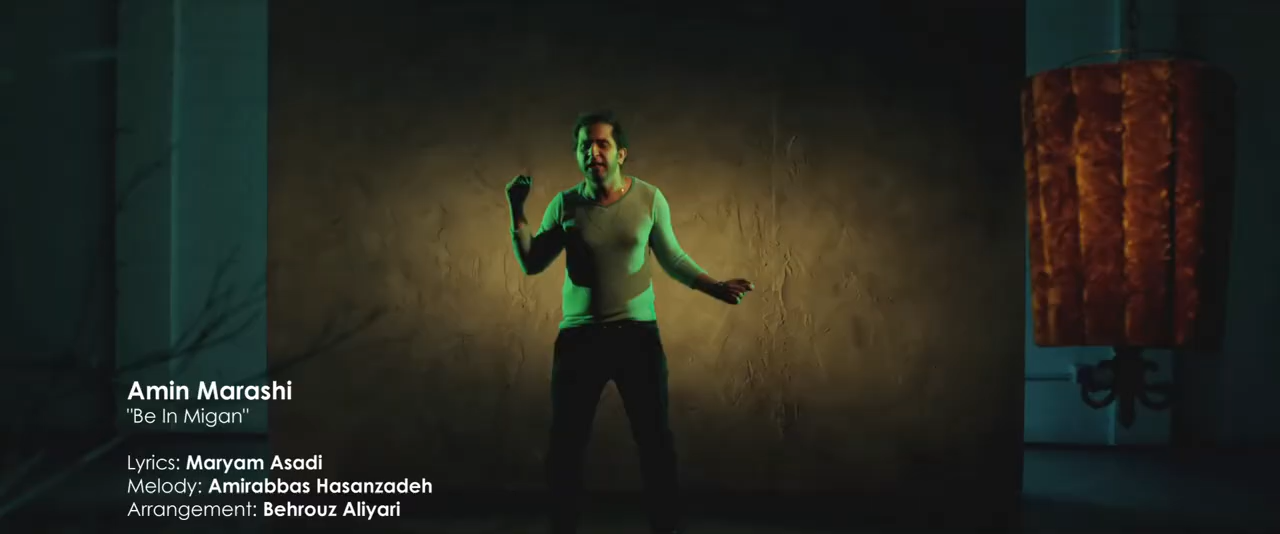 Amin Marashi
"Be In Migan"
Lyrics: Maryam Asadi
Melody: Amirabbas Hasanzadeh
Arrangement: Behrouz Aliyari